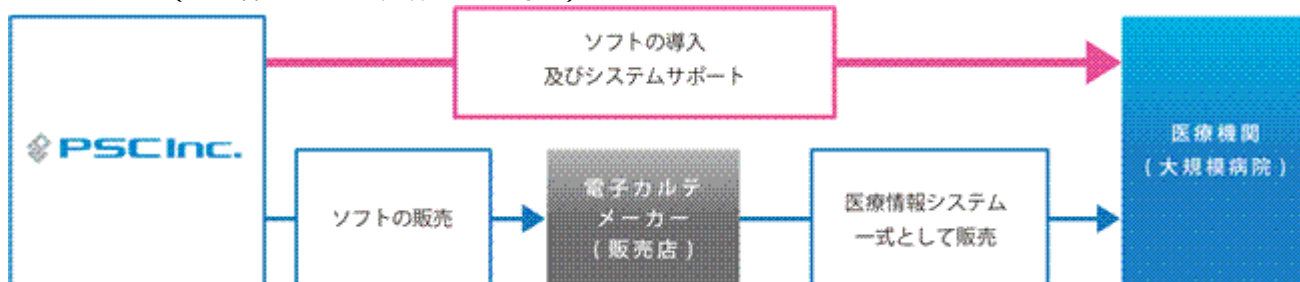 ソフトの導入
及びシステムサポート
PSCInc.
医療機関
(大規模病院)
ソフトの販売
電子カルテ
メーカー
(販売店)
医療情報システム
一式として販売